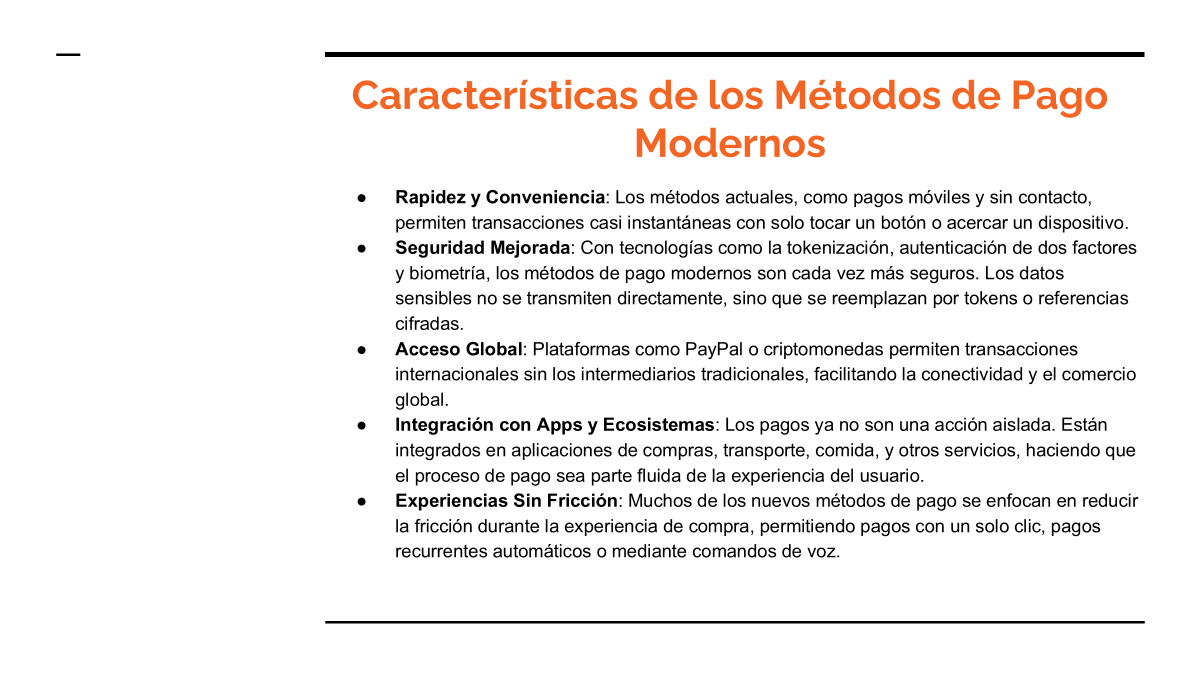 Características de los Métodos de Pago
Modernos
● Rapidez y Conveniencia: Los métodos actuales, como pagos móviles y sin contacto,
permiten transacciones casi instantáneas con solo tocar un botón o acercar un dispositivo.
● Seguridad Mejorada: Con tecnologías como la tokenización, autenticación de dos factores
y biometría, los métodos de pago modernos son cada vez más seguros. Los datos
sensibles no se transmiten directamente, sino que se reemplazan por tokens o referencias
cifradas.
● Acceso Global: Plataformas como PayPal o criptomonedas permiten transacciones
internacionales sin los intermediarios tradicionales, facilitando la conectividad y el comercio
global.
● Integración con Apps y Ecosistemas: Los pagos ya no son una acción aislada. Están
integrados en aplicaciones de compras, transporte, comida, y otros servicios, haciendo que
el proceso de pago sea parte fluida de la experiencia del usuario.
● Experiencias Sin Fricción: Muchos de los nuevos métodos de pago se enfocan en reducir
la fricción durante la experiencia de compra, permitiendo pagos con un solo clic, pagos
recurrentes automáticos o mediante comandos de voz.